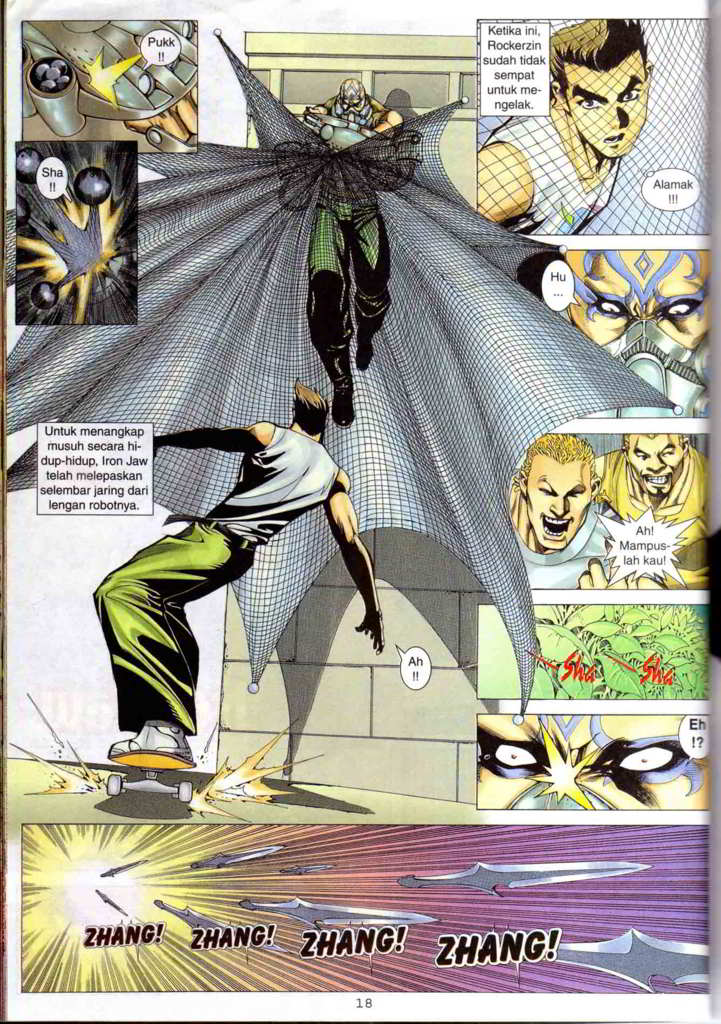 Pukk
!!
Sha
!!
Ketika ini,
Rockerzin
sudah tidak
sempat
untuk me-
ngelak.
Alamak
!!!
Hu
...
Untuk menangkap
musuh secara hi-
dup-hidup, Iron Jaw
telah melepaskan
selembar jaring dari
lengan robotnya.
Ah!
Mampus-
lah kau!
Ah
!!
Sha Sha
Eh
!?
ZHANG! ZHANG! ZHANG! ZHANG!
18